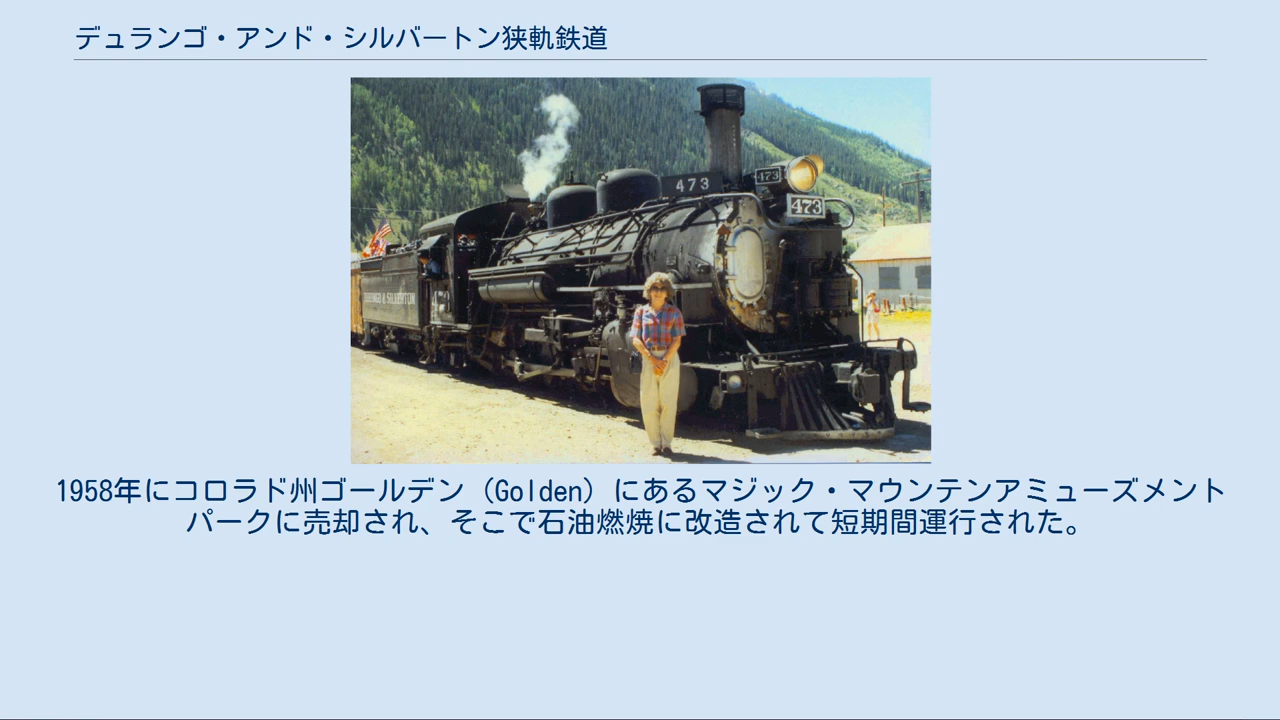 デュランゴ・アンド・シルバートン狭軌鉄道
473
473
473
& SILVERTON
1958年にコロラド州ゴールデン（Golden）にあるマジック・マウンテンアミューズメント
パークに売却され、そこで石油燃焼に改造されて短期間運行された。